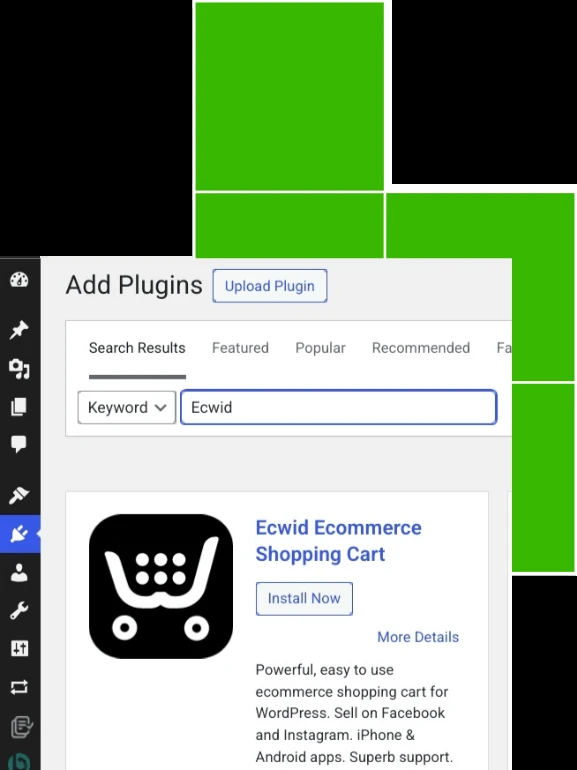 Add Plugins Upload Plugin
Search Results Featured Popular Recommended
Keyword Ecwid
Ecwid Ecommerce
Shopping Cart
Install Now
More Details
Powerful, easy to use
ecommerce shopping cart for
WordPress. Sell on Facebook
and Instagram. iPhone &
Android apps. Superb support.